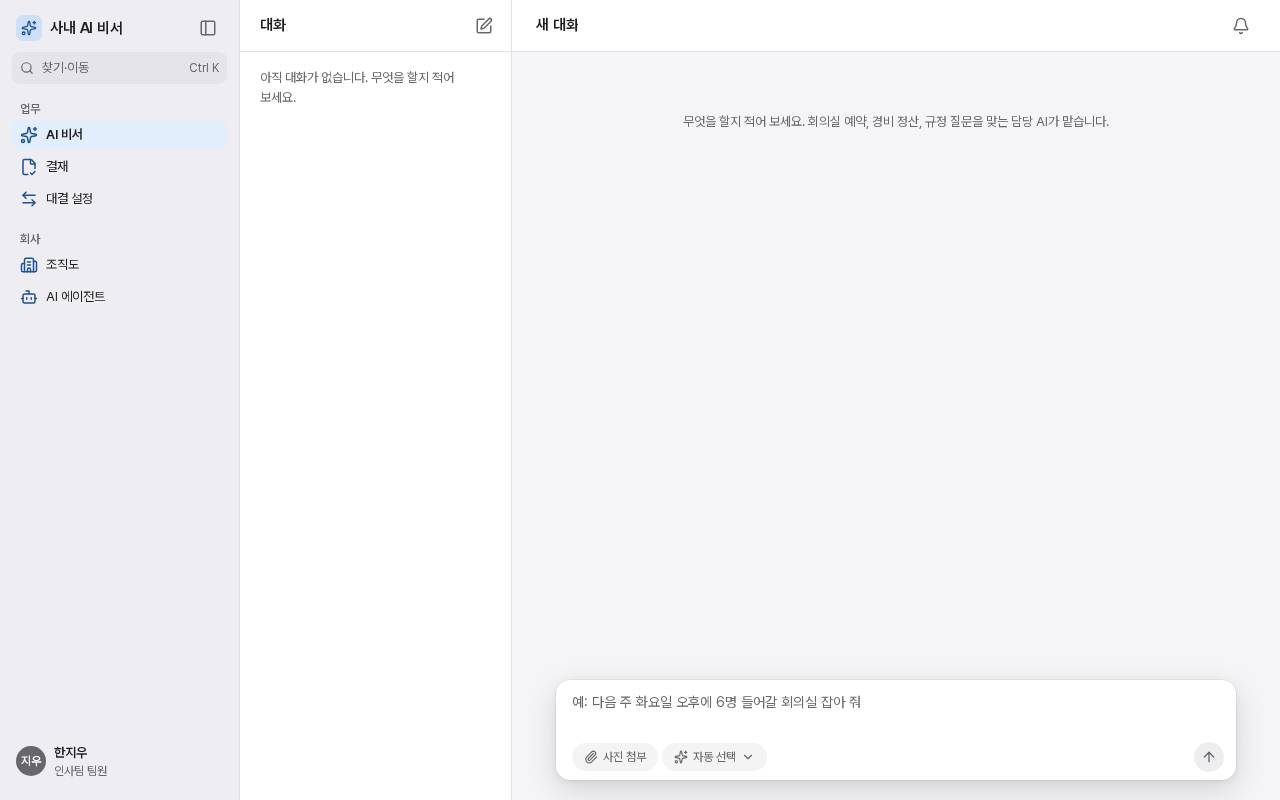 사내 AI 비서
찾기·이동 Ctrl K
업무
AI 비서
결재
대결 설정
회사
조직도
AI 에이전트
지우
한지우
인사팀 팀원
대화
아직 대화가 없습니다. 무엇을 할지 적어
보세요.
새 대화
무엇을 할지 적어 보세요. 회의실 예약, 경비 정산, 규정 질문을 맞는 담당 AI가 맡습니다.
예: 다음 주 화요일 오후에 6명 들어갈 회의실 잡아 줘
사진 첨부
자동 선택